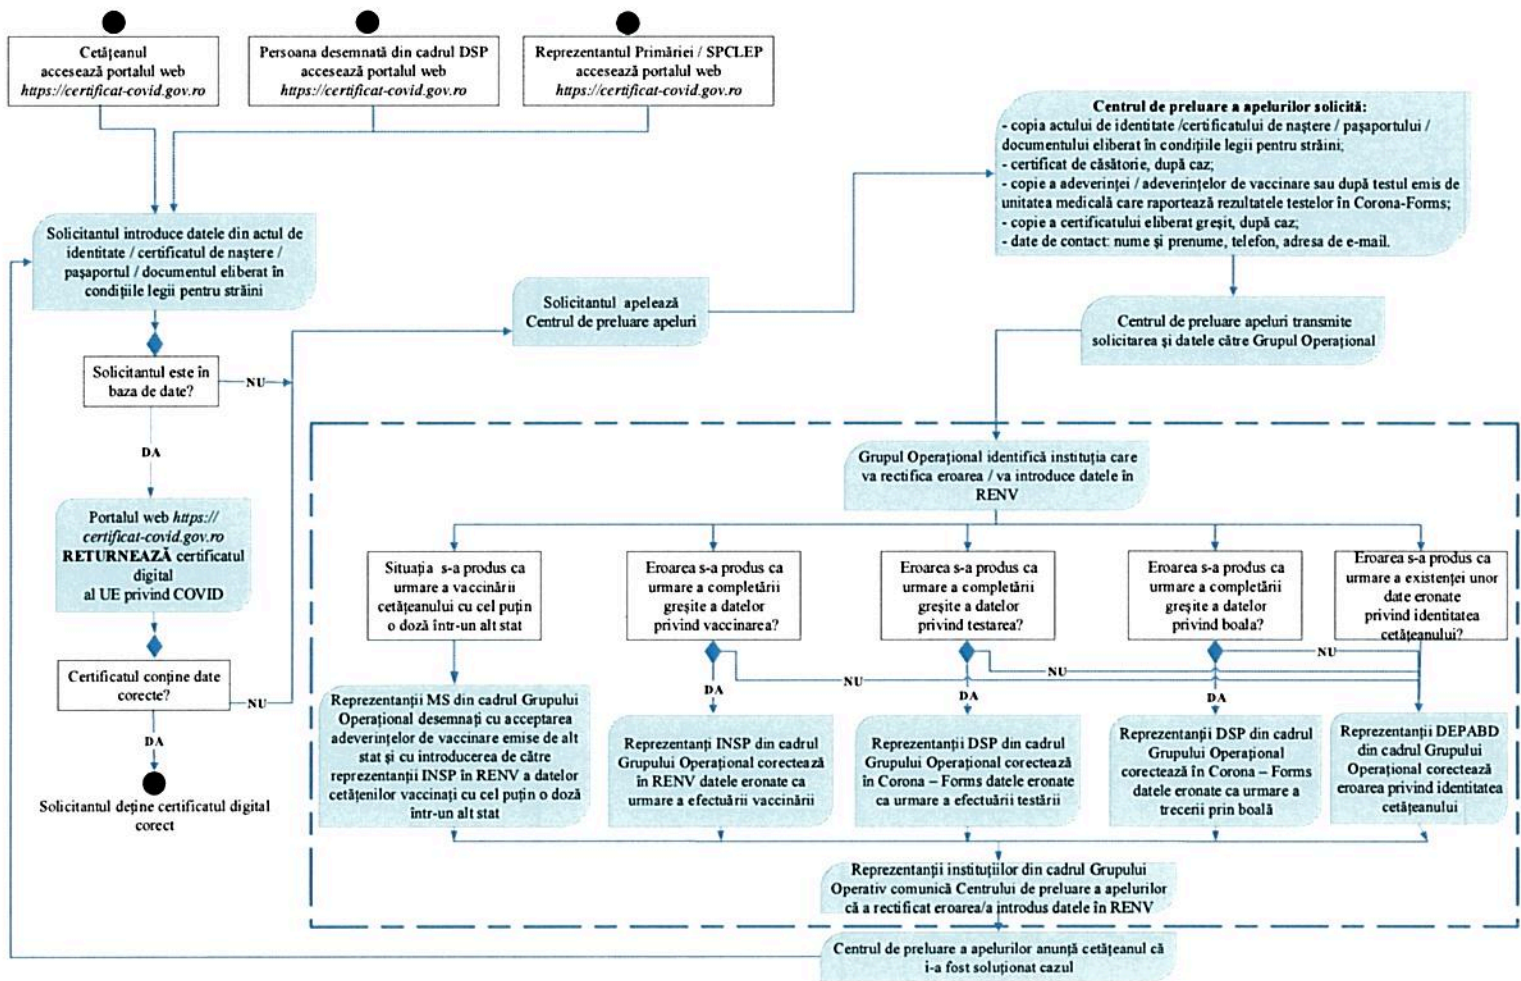 Cetățeanul
accesează portalul web
https://certificat-covid.gov.ro
Persoana desemnată din cadrul DSP
accesează portalul web
https://certificat-covid.gov.ro
Reprezentantul Primăriei / SPCLEP
accesează portalul web
https://certificat-covid.gov.ro
Centrul de preluare a apelurilor solicită:
- copia actului de identitate /certificatului de naștere / pașaportului /
documentului eliberat în condițiile legii pentru străini;
- certificat de căsătorie, după caz;
- copie a adeverinței / adeverințelor de vaccinare sau după testul emis de
unitatea medicală care raportează rezultatele testelor în Corona-Forms;
- copie a certificatului eliberat greșit, după caz;
- date de contact: nume și prenume, telefon, adresa de e-mail.
Solicitantul introduce datele din actul de
identitate / certificatul de naștere /
pașaportul / documentul eliberat în
condițiile legii pentru străini
Solicitantul apelează
Centrul de preluare apeluri
Centrul de preluare apeluri transmite
solicitarea și datele către Grupul Operațional
Solicitantul este în
baza de date?
NU
DA
Grupul Operațional identifică instituția care
va rectifica eroarea / va introduce datele în
RENV
Portalul web https://
certificat-covid.gov.ro
RETURNEAZĂ certificatul
digital
al UE privind COVID
Situația s-a produs ca
urmare a vaccinării
cetățeanului cu cel puțin
o doză într-un alt stat
Eroarea s-a produs ca
urmare a completării
greșite a datelor
privind vaccinarea?
Eroarea s-a produs ca
urmare a completării
greșite a datelor
privind testarea?
Eroarea s-a produs ca
urmare a completării
greșite a datelor
privind boala?
Eroarea s-a produs ca
urmare a existenței unor
date eronate
privind identitatea
cetățeanului?
Certificatul conține date
corecte?
NU
DA
Solicitantul deține certificatul digital
corect
NU
NU
NU
DA
DA
DA
Reprezentanții MS din cadrul Grupului
Operațional desemnați cu acceptarea
adeverințelor de vaccinare emise de alt
stat și cu introducerea de către
reprezentanții INSP în RENV a datelor
cetățenilor vaccinați cu cel puțin o doză
într-un alt stat
Reprezentanți INSP din cadrul
Grupului Operațional corectează
în RENV datele eronate ca
urmare a efectuării vaccinării
Reprezentanții DSP din cadrul
Grupului Operațional corectează
în Corona – Forms datele eronate
ca urmare a efectuării testării
Reprezentanții DSP din cadrul
Grupului Operațional
corectează în Corona – Forms
datele eronate ca urmare a
trecerii prin boală
Reprezentanții DEPABD
din cadrul Grupului
Operațional corectează
eroarea privind identitatea
cetățeanului
Reprezentanții instituțiilor din cadrul Grupului
Operativ comunică Centrului de preluare a apelurilor
că a rectificat eroarea/a introdus datele în RENV
Centrul de preluare a apelurilor anunță cetățeanul că
i-a fost soluționat cazul